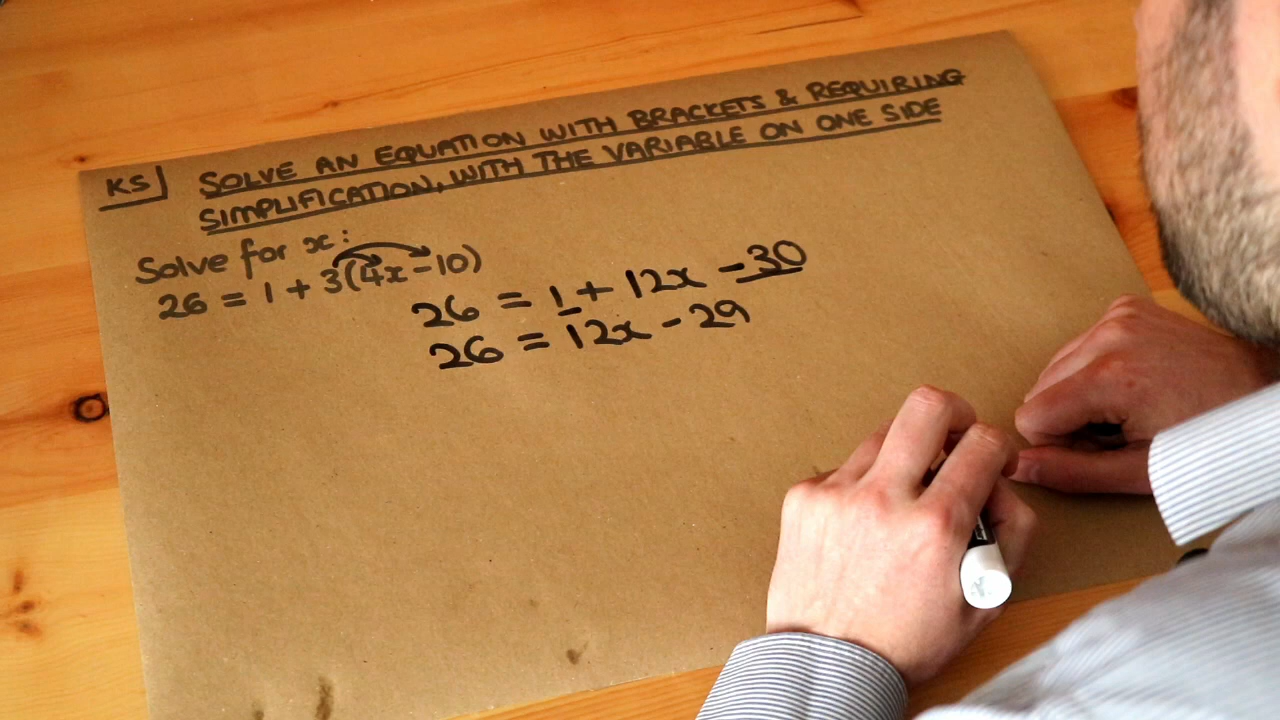 K5 SOLVE AN EQUATION WITH BRACKETS & REQUIRING
SIMPLIFICATION, WITH THE VARIABLE ON ONE SIDE
Solve for x:
26 = 1 + 3(4x-10)
26 = 1 + 12x - 30
26 = 12x - 29